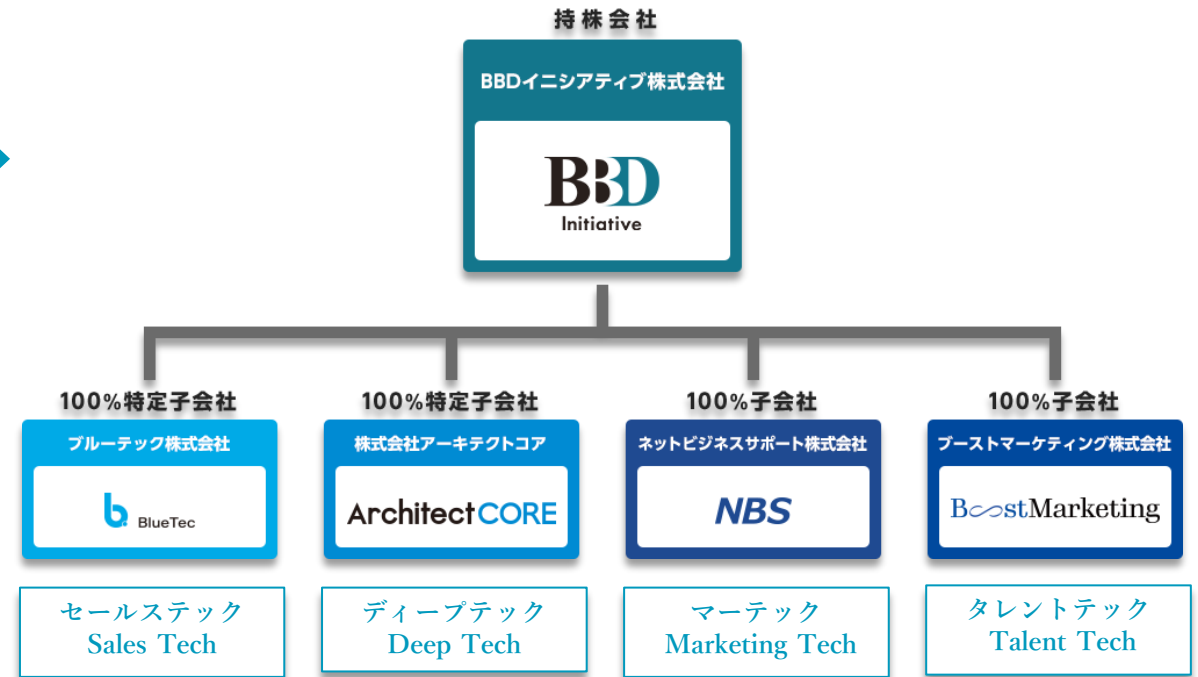 持株会社
BBDイニシアティブ株式会社
BBD
Initiative
100%特定子会社
ブルーテック株式会社
b BlueTec
セールステック
Sales Tech
100%特定子会社
株式会社アーキテクトコア
ArchitectCORE
ディープテック
Deep Tech
100%子会社
ネットビジネスサポート株式会社
NBS
マーテック
Marketing Tech
100%子会社
ブーストマーケティング株式会社
BoostMarketing
タレントテック
Talent Tech